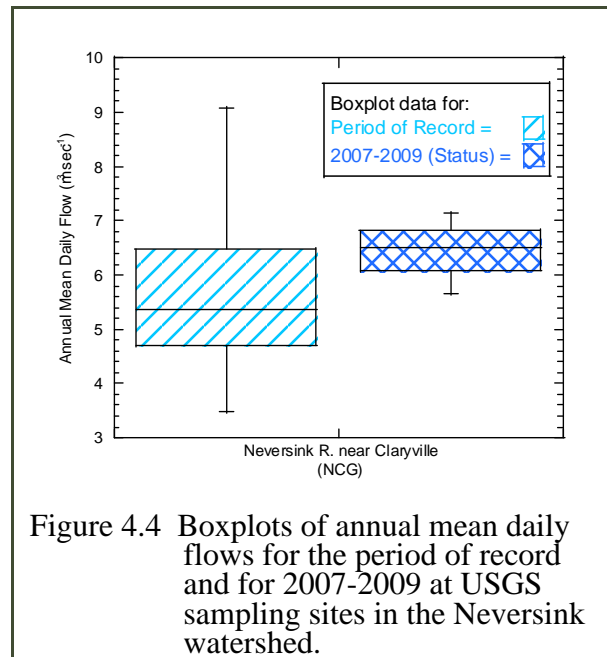 10
9
8
7
6
5
4
3
Annual Mean Daily Flow (m³sec¹)
Boxplot data for:
Period of Record =
2007-2009 (Status) =
Neversink R. near Claryville
(NCG)
Figure 4.4 Boxplots of annual mean daily
flows for the period of record
and for 2007-2009 at USGS
sampling sites in the Neversink
watershed.